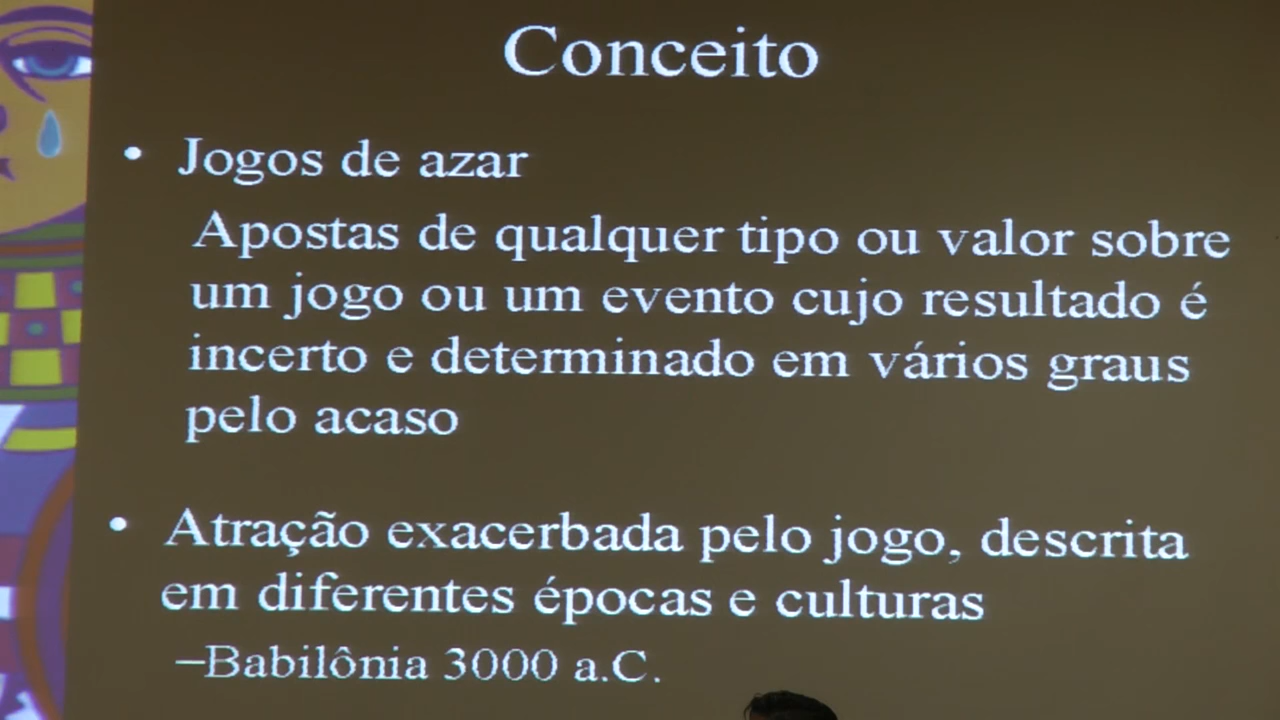 Conceito
• Jogos de azar
Apostas de qualquer tipo ou valor sobre
um jogo ou um evento cujo resultado é
incerto e determinado em vários graus
pelo acaso
• Atração exacerbada pelo jogo, descrita
em diferentes épocas e culturas
–Babilônia 3000 a.C.